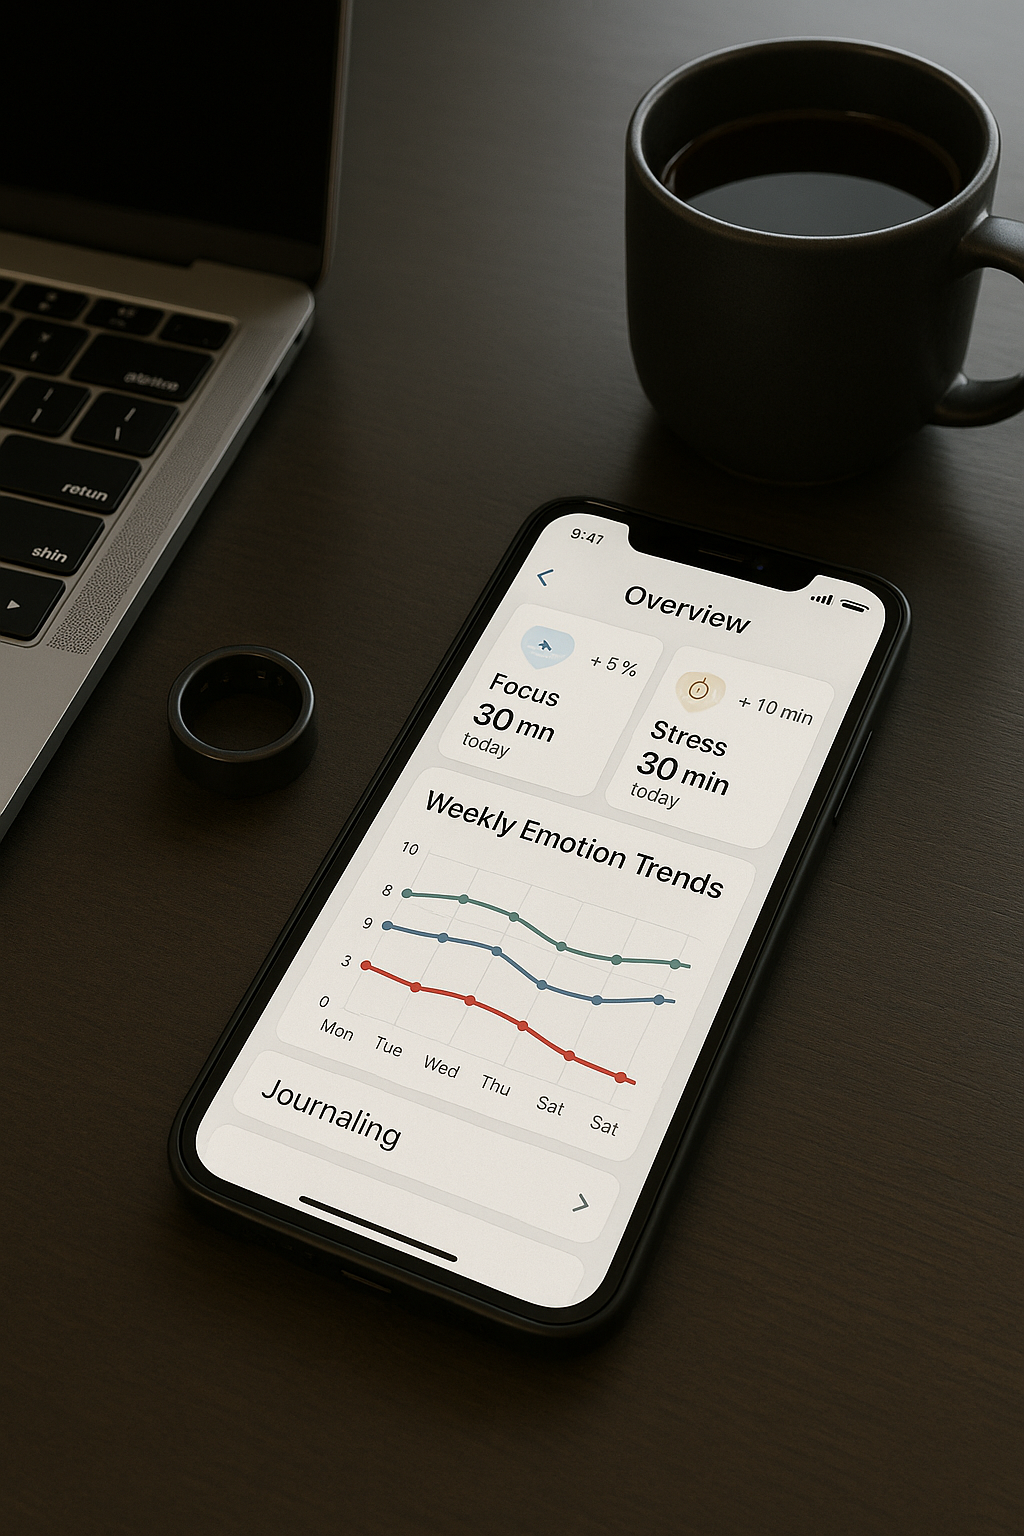 retun
shin
9:47
Overview
+ 5 %
Focus
30 mn
today
+ 10 min
Stress
30 min
today
Weekly Emotion Trends
10
8
9
3
0
Mon Tue Wed Thu Sat Sat
Journaling